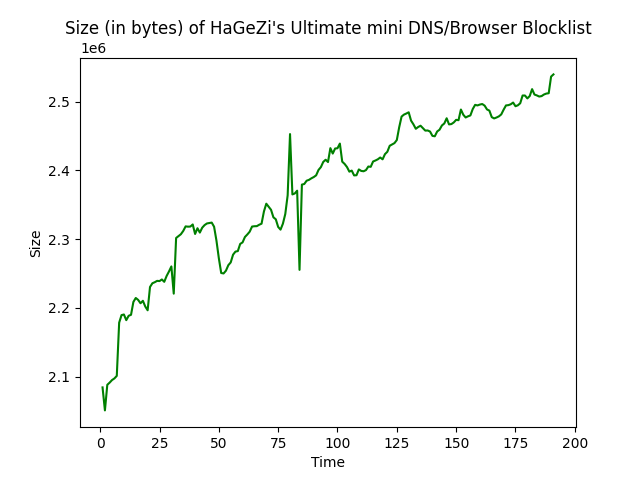 Size (in bytes) of HaGeZi's Ultimate mini DNS/Browser Blocklist
1e6
2.5
2.4
2.3
2.2
2.1
Size
0 25 50 75 100 125 150 175 200
Time